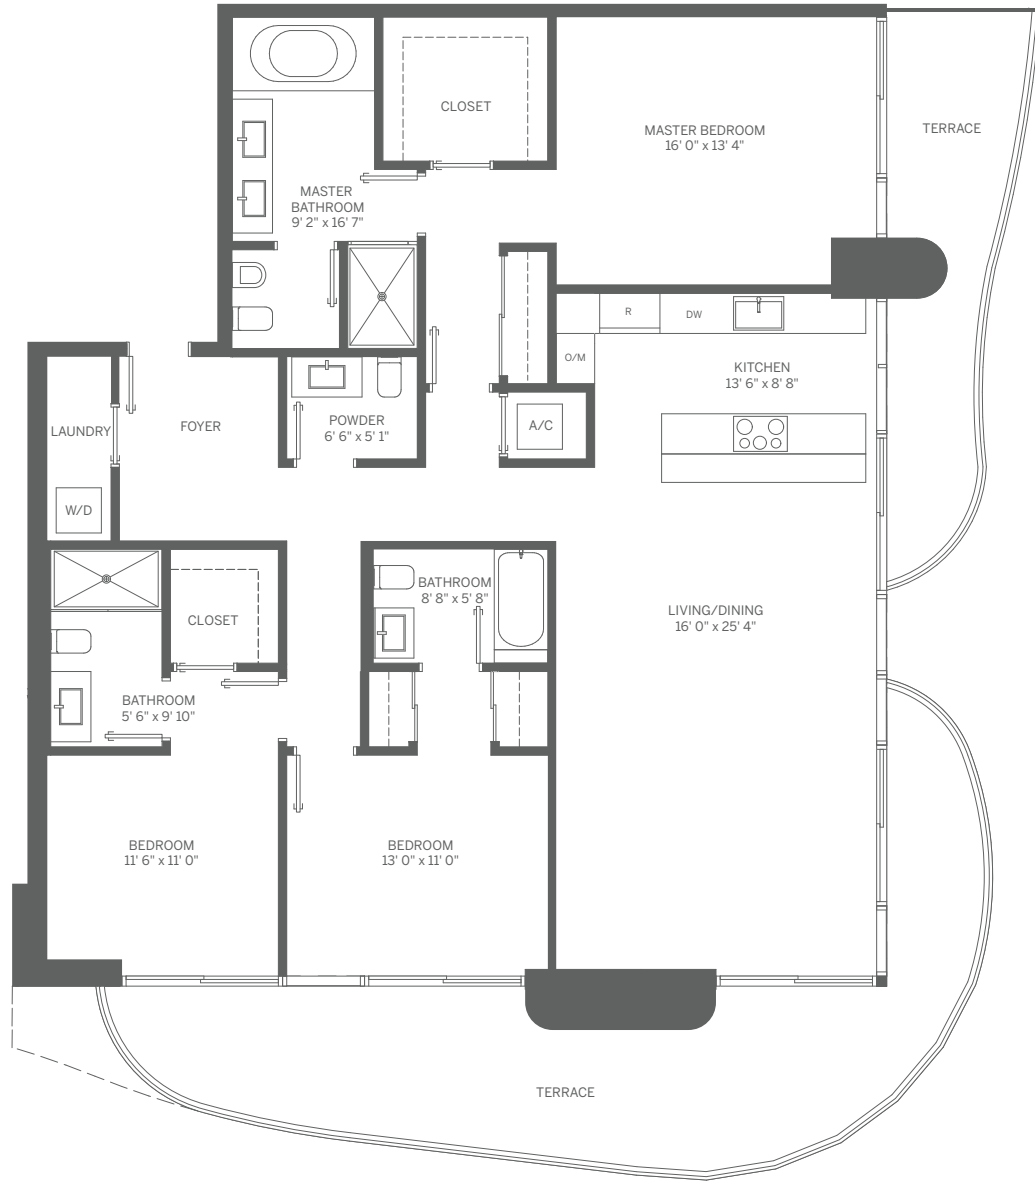 CLOSET
MASTER BEDROOM
16' 0" x 13' 4"
TERRACE
MASTER
BATHROOM
9' 2" x 16' 7"
R
DW
O/M
KITCHEN
13' 6" x 8' 8"
LAUNDRY
FOYER
POWDER
6' 6" x 5' 1"
A/C
W/D
BATHROOM
8' 8" x 5' 8"
CLOSET
LIVING/DINING
16' 0" x 25' 4"
BATHROOM
5' 6" x 9' 10"
BEDROOM
11' 6" x 11' 0"
BEDROOM
13' 0" x 11' 0"
TERRACE